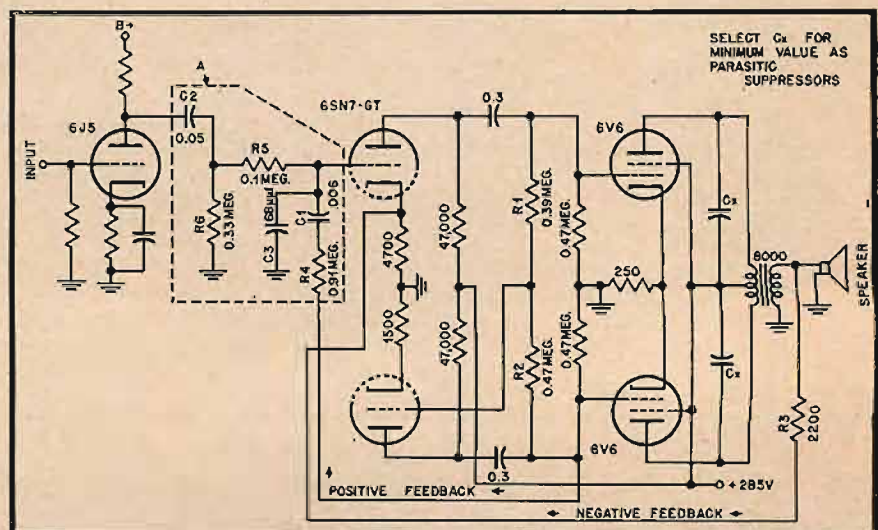 SELECT Cx FOR
MINIMUM VALUE AS
PARASITIC
SUPPRESSORS
B+
A
C2
0.05
6J5
6SN7-GT
0.3
6V6
INPUT
R5
0.1MEG.
R6
0.33MEG.
C3
68μμf
C1
.006
R4
0.91MEG.
4700
1500
47,000
47,000
R1
0.39MEG.
R2
0.47MEG.
0.47MEG.
0.47MEG.
250
Cx
Cx
8000
SPEAKER
R3
2200
6V6
0.3
+285V
POSITIVE FEEDBACK
NEGATIVE FEEDBACK